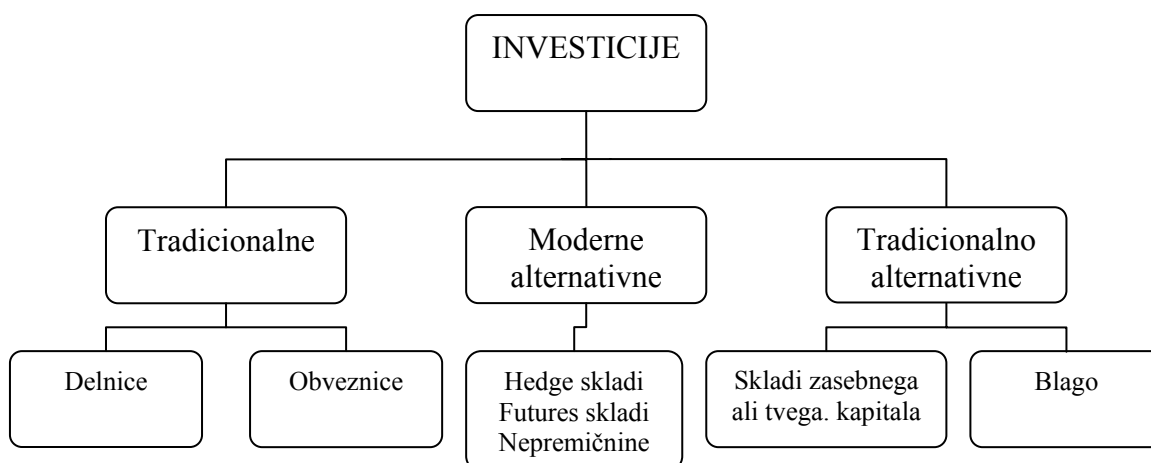 INVESTICIJE
Tradicionalne
Moderne
alternativne
Tradicionalno
alternativne
Delnice
Obveznice
Hedge skladi
Futures skladi
Nepremičnine
Skladi zasebnega
ali tvega. kapitala
Blago